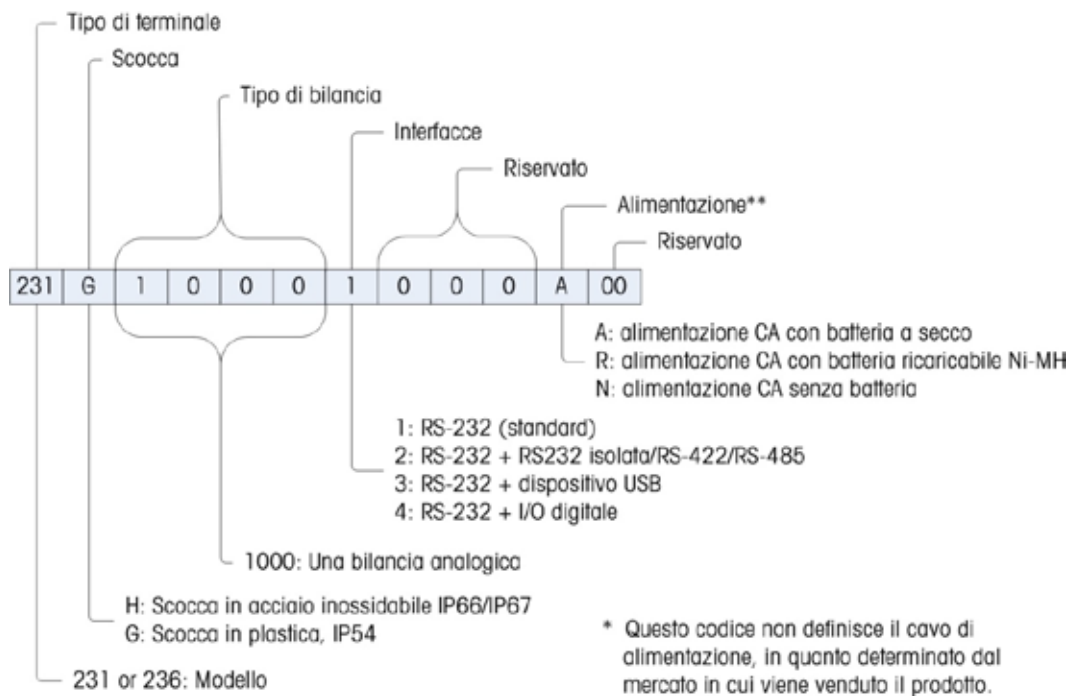 Tipo di terminale
Scocca
Tipo di bilancia
Interfacce
Riservato
Alimentazione**
Riservato
231 G 1 0 0 0 1 0 0 0 A 00
A: alimentazione CA con batteria a secco
R: alimentazione CA con batteria ricaricabile Ni-MH
N: alimentazione CA senza batteria
1: RS-232 (standard)
2: RS-232 + RS232 isolata/RS-422/RS-485
3: RS-232 + dispositivo USB
4: RS-232 + I/O digitale
1000: Una bilancia analogica
H: Scocca in acciaio inossidabile IP66/IP67
G: Scocca in plastica, IP54
231 or 236: Modello
* Questo codice non definisce il cavo di
alimentazione, in quanto determinato dal
mercato in cui viene venduto il prodotto.